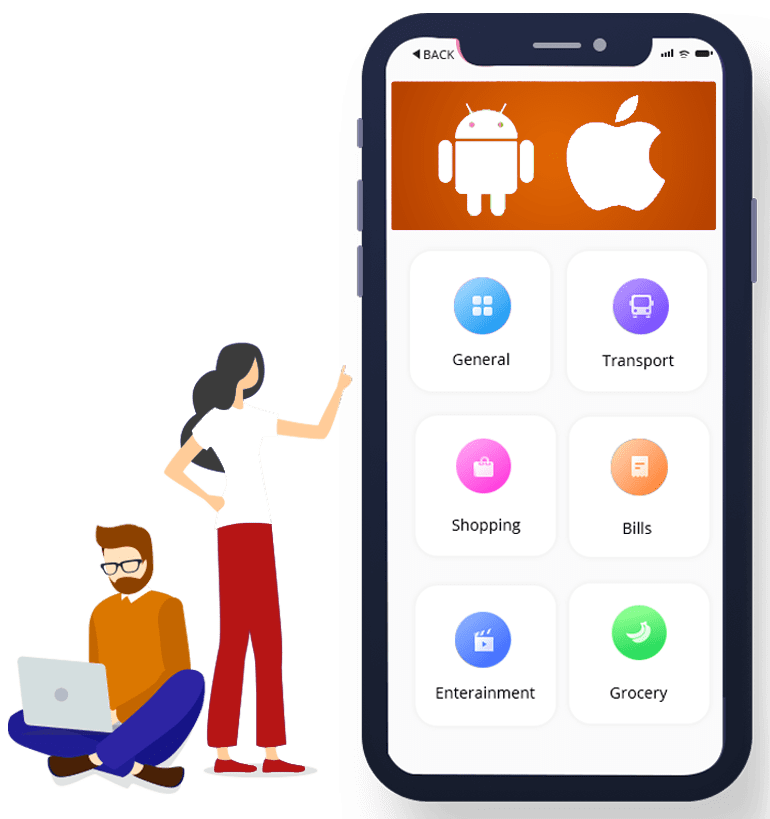 ◀ BACK
General
Transport
Shopping
Bills
Enterainment
Grocery